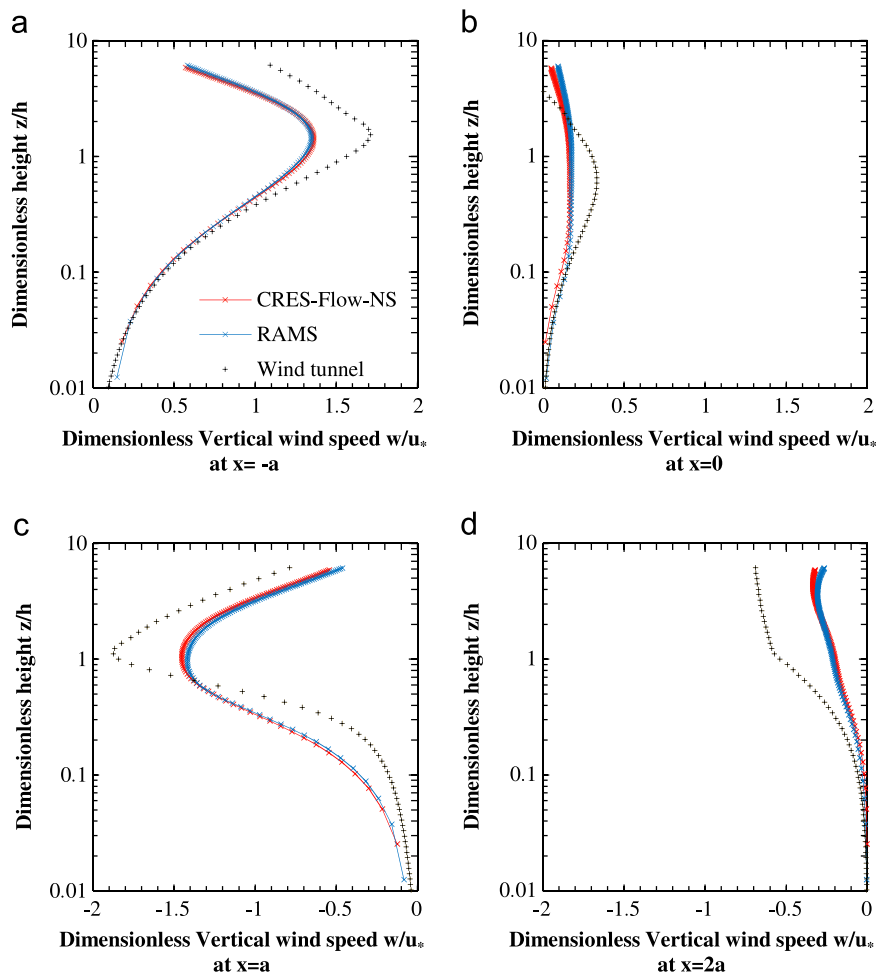 a
b
10
1
0.1
0.01
Dimensionless height z/h
CRES-Flow-NS
RAMS
Wind tunnel
0 0.5 1 1.5 2
Dimensionless Vertical wind speed w/u*
at x= -a
10
1
0.1
0.01
Dimensionless height z/h
0 0.5 1 1.5 2
Dimensionless Vertical wind speed w/u*
at x=0
c
d
10
1
0.1
0.01
Dimensionless height z/h
-2 -1.5 -1 -0.5 0
Dimensionless Vertical wind speed w/u*
at x=a
10
1
0.1
0.01
Dimensionless height z/h
-2 -1.5 -1 -0.5 0
Dimensionless Vertical wind speed w/u*
at x=2a